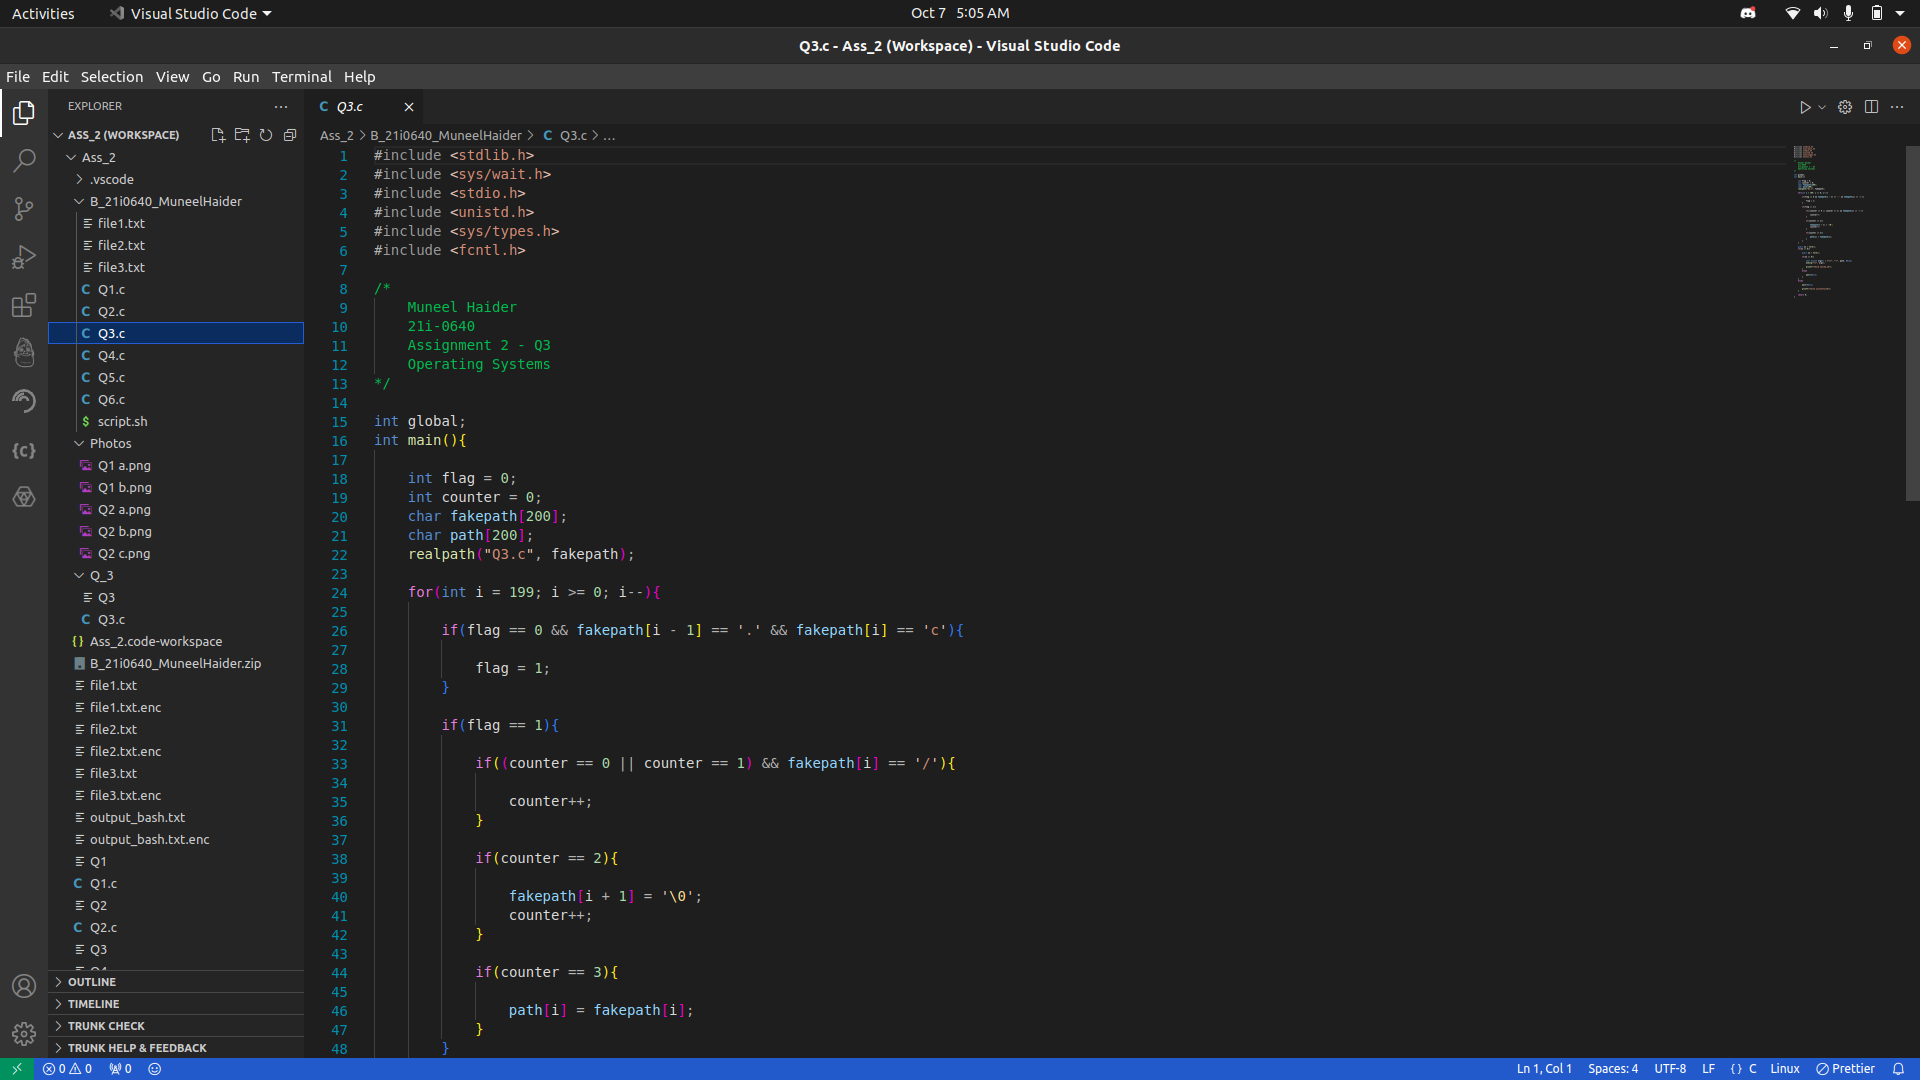 Activities
Visual Studio Code
Oct 7 5:05 AM
Q3.c - Ass_2 (Workspace) - Visual Studio Code
File Edit Selection View Go Run Terminal Help
EXPLORER
ASS_2 (WORKSPACE)
Ass_2
.vscode
B_21i0640_MuneelHaider
file1.txt
file2.txt
file3.txt
Q1.c
Q2.c
Q3.c
Q4.c
Q5.c
Q6.c
$ script.sh
Photos
Q1 a.png
Q1 b.png
Q2 a.png
Q2 b.png
Q2 c.png
Q_3
Q3
C Q3.c
{} Ass_2.code-workspace
B_21i0640_MuneelHaider.zip
file1.txt
file1.txt.enc
file2.txt
file2.txt.enc
file3.txt
file3.txt.enc
output_bash.txt
output_bash.txt.enc
Q1
C Q1.c
Q2
C Q2.c
Q3
OUTLINE
TIMELINE
TRUNK CHECK
TRUNK HELP & FEEDBACK
C Q3.c
Ass_2 > B_21i0640_MuneelHaider > C Q3.c > ...
1 #include <stdlib.h>
2 #include <sys/wait.h>
3 #include <stdio.h>
4 #include <unistd.h>
5 #include <sys/types.h>
6 #include <fcntl.h>
7
8 /*
9 Muneel Haider
10 21i-0640
11 Assignment 2 - Q3
12 Operating Systems
13 */
14
15 int global;
16 int main(){
17
18 int flag = 0;
19 int counter = 0;
20 char fakepath[200];
21 char path[200];
22 realpath("Q3.c", fakepath);
23
24 for(int i = 199; i >= 0; i--){
25
26 if(flag == 0 && fakepath[i - 1] == '.' && fakepath[i] == 'c'){
27
28 flag = 1;
29 }
30
31 if(flag == 1){
32
33 if((counter == 0 || counter == 1) && fakepath[i] == '/'){
34
35 counter++;
36 }
37
38 if(counter == 2){
39
40 fakepath[i + 1] = '\0';
41 counter++;
42 }
43
44 if(counter == 3){
45
46 path[i] = fakepath[i];
47 }
48 }
0 0 0
Ln 1, Col 1 Spaces: 4 UTF-8 LF {} C Linux Prettier